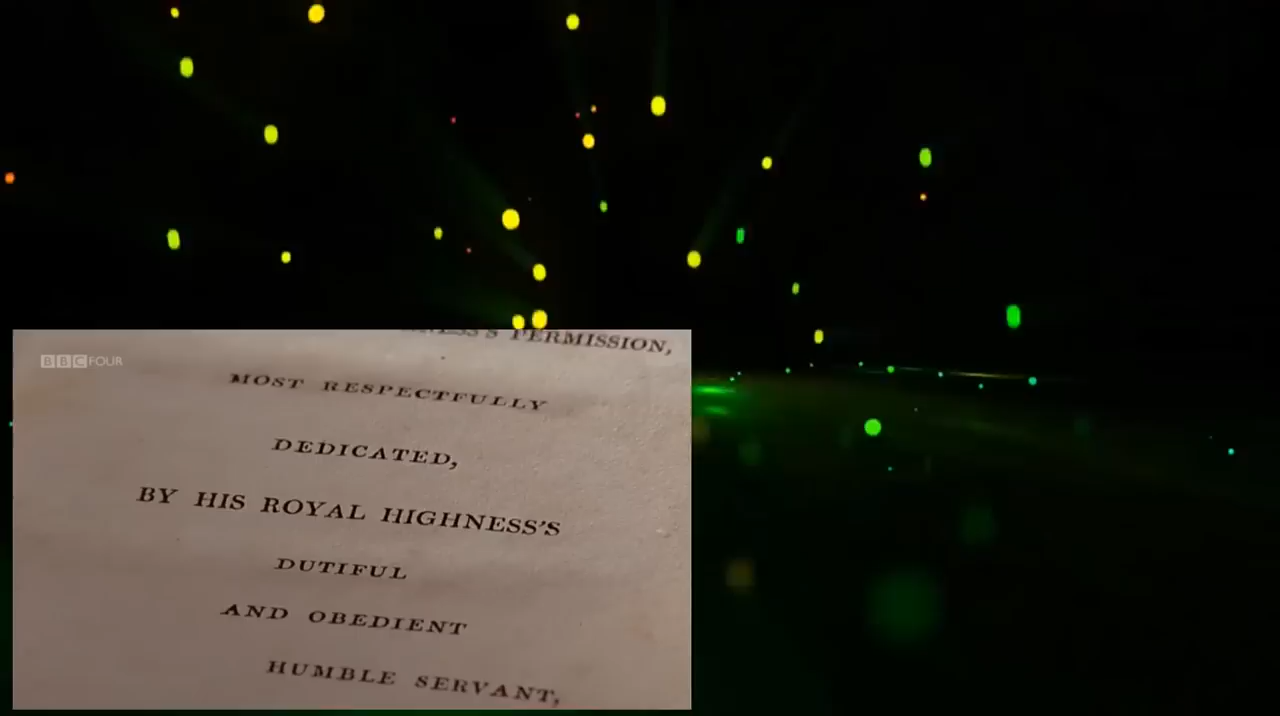 PERMISSION,
BBC FOUR
MOST RESPECTFULLY
DEDICATED,
BY HIS ROYAL HIGHNESS'S
DUTIFUL
AND OBEDIENT
HUMBLE SERVANT,